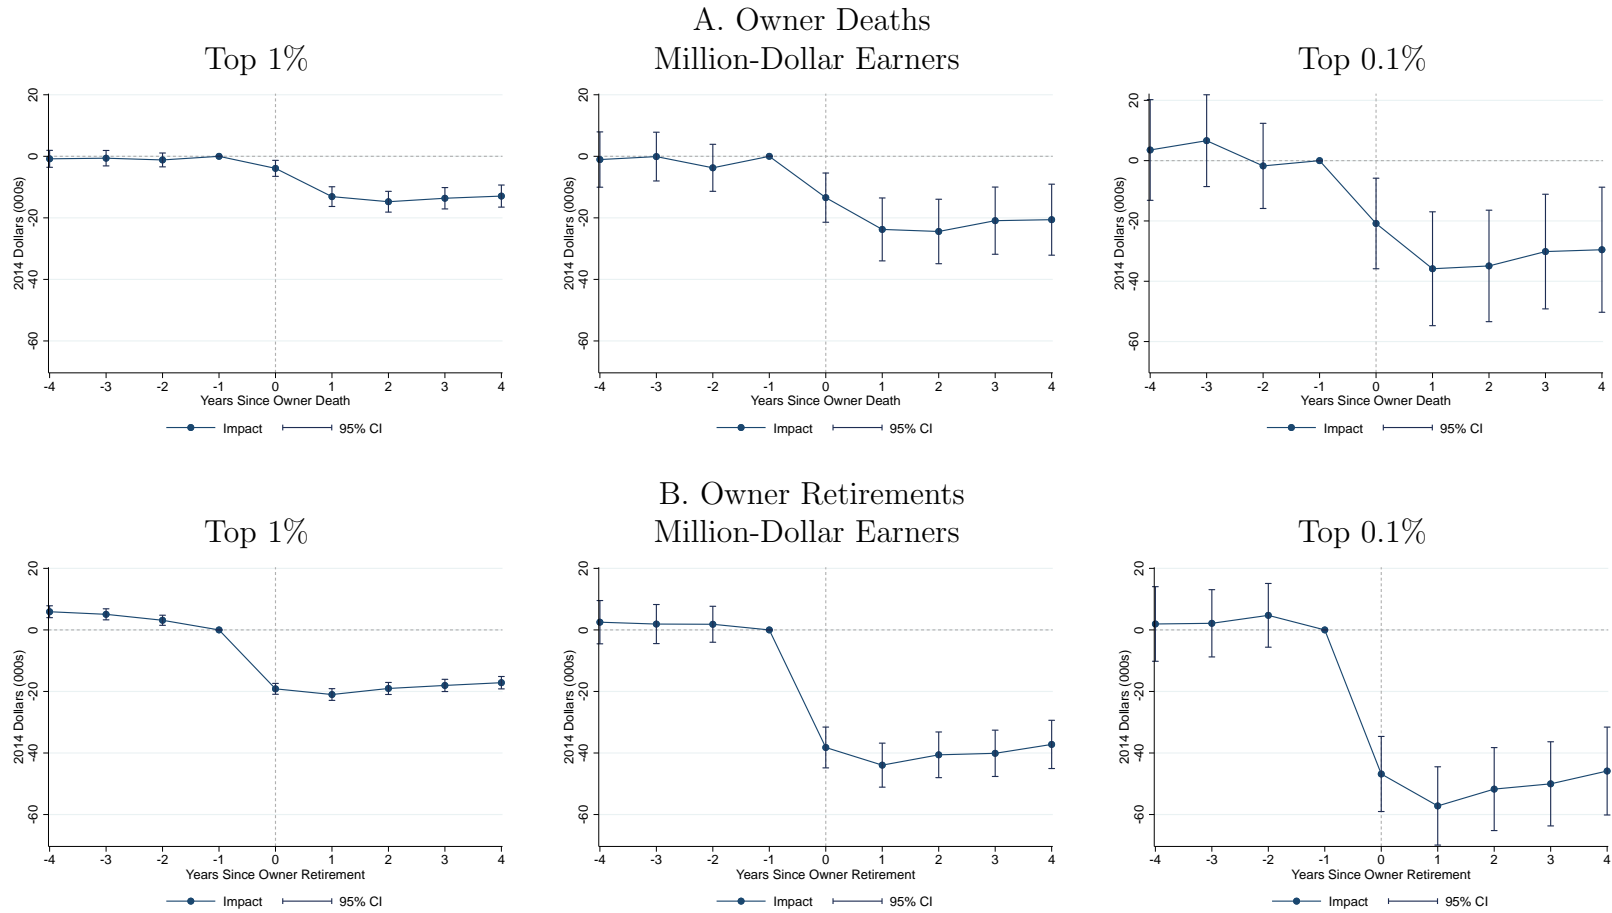 A. Owner Deaths
Top 1%
Million-Dollar Earners
Top 0.1%
2014 Dollars (000s)
20
0
-20
-40
-60
-4 -3 -2 -1 0 1 2 3 4
Years Since Owner Death
Impact 95% CI
2014 Dollars (000s)
20
0
-20
-40
-60
-4 -3 -2 -1 0 1 2 3 4
Years Since Owner Death
Impact 95% CI
2014 Dollars (000s)
20
0
-20
-40
-60
-4 -3 -2 -1 0 1 2 3 4
Years Since Owner Death
Impact 95% CI
B. Owner Retirements
Top 1%
Million-Dollar Earners
Top 0.1%
2014 Dollars (000s)
20
0
-20
-40
-60
-4 -3 -2 -1 0 1 2 3 4
Years Since Owner Retirement
Impact 95% CI
2014 Dollars (000s)
20
0
-20
-40
-60
-4 -3 -2 -1 0 1 2 3 4
Years Since Owner Retirement
Impact 95% CI
2014 Dollars (000s)
20
0
-20
-40
-60
-4 -3 -2 -1 0 1 2 3 4
Years Since Owner Retirement
Impact 95% CI